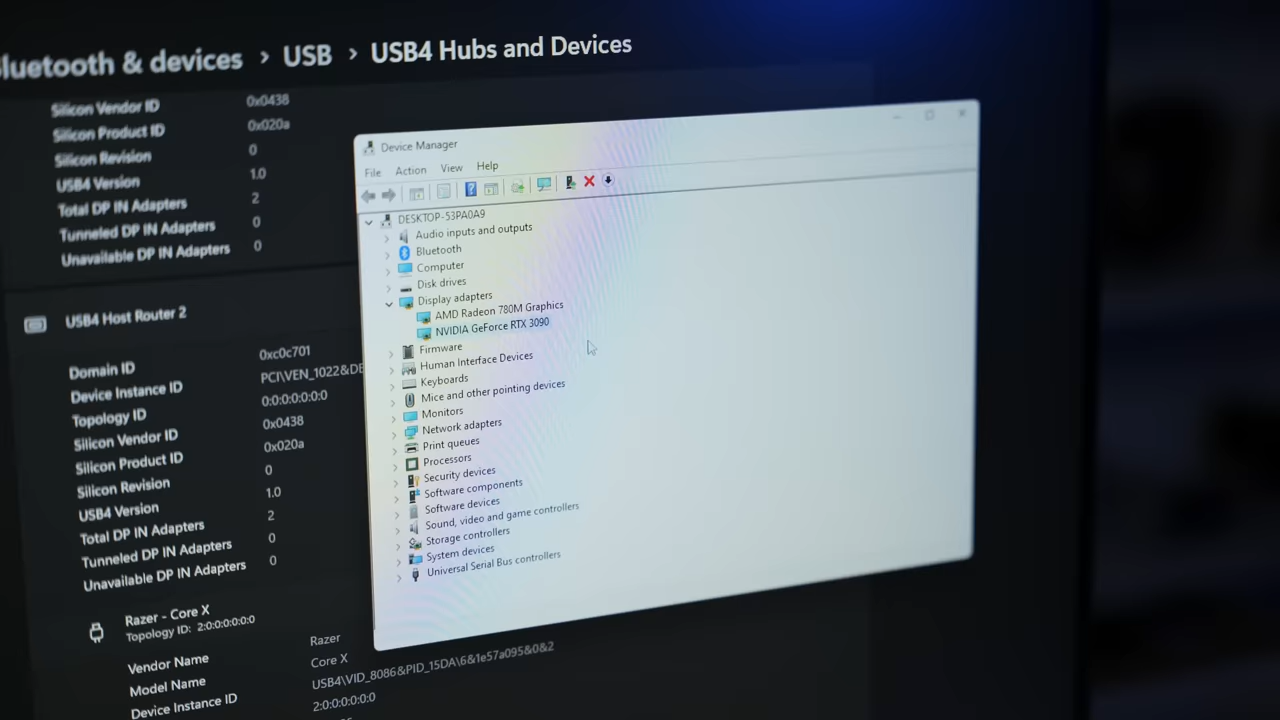 Bluetooth & devices > USB > USB4 Hubs and Devices
Silicon Vendor ID 0x0438
Silicon Product ID 0x020a
Silicon Revision 0
USB4 Version 1.0
Total DP IN Adapters 2
Tunneled DP IN Adapters 0
Unavailable DP IN Adapters 0
USB4 Host Router 2
Domain ID 0xc0c701
Device Instance ID PCI\VEN_1022&DE
Topology ID 0:0:0:0:0:0:0
Silicon Vendor ID 0x0438
Silicon Product ID 0x020a
Silicon Revision 0
USB4 Version 1.0
Total DP IN Adapters 2
Tunneled DP IN Adapters 0
Unavailable DP IN Adapters 0
Razer - Core X
Topology ID: 2:0:0:0:0:0:0
Vendor Name Razer
Model Name Core X
Device Instance ID USB4\VID_8086&PID_15DA\6&1e57a095&0&2
2:0:0:0:0:0:0
Device Manager
File Action View Help
DESKTOP-53PA0A9
Audio inputs and outputs
Bluetooth
Computer
Disk drives
Display adapters
AMD Radeon 780M Graphics
NVIDIA GeForce RTX 3090
Firmware
Human Interface Devices
Keyboards
Mice and other pointing devices
Monitors
Network adapters
Print queues
Processors
Security devices
Software components
Software devices
Sound, video and game controllers
Storage controllers
System devices
Universal Serial Bus controllers